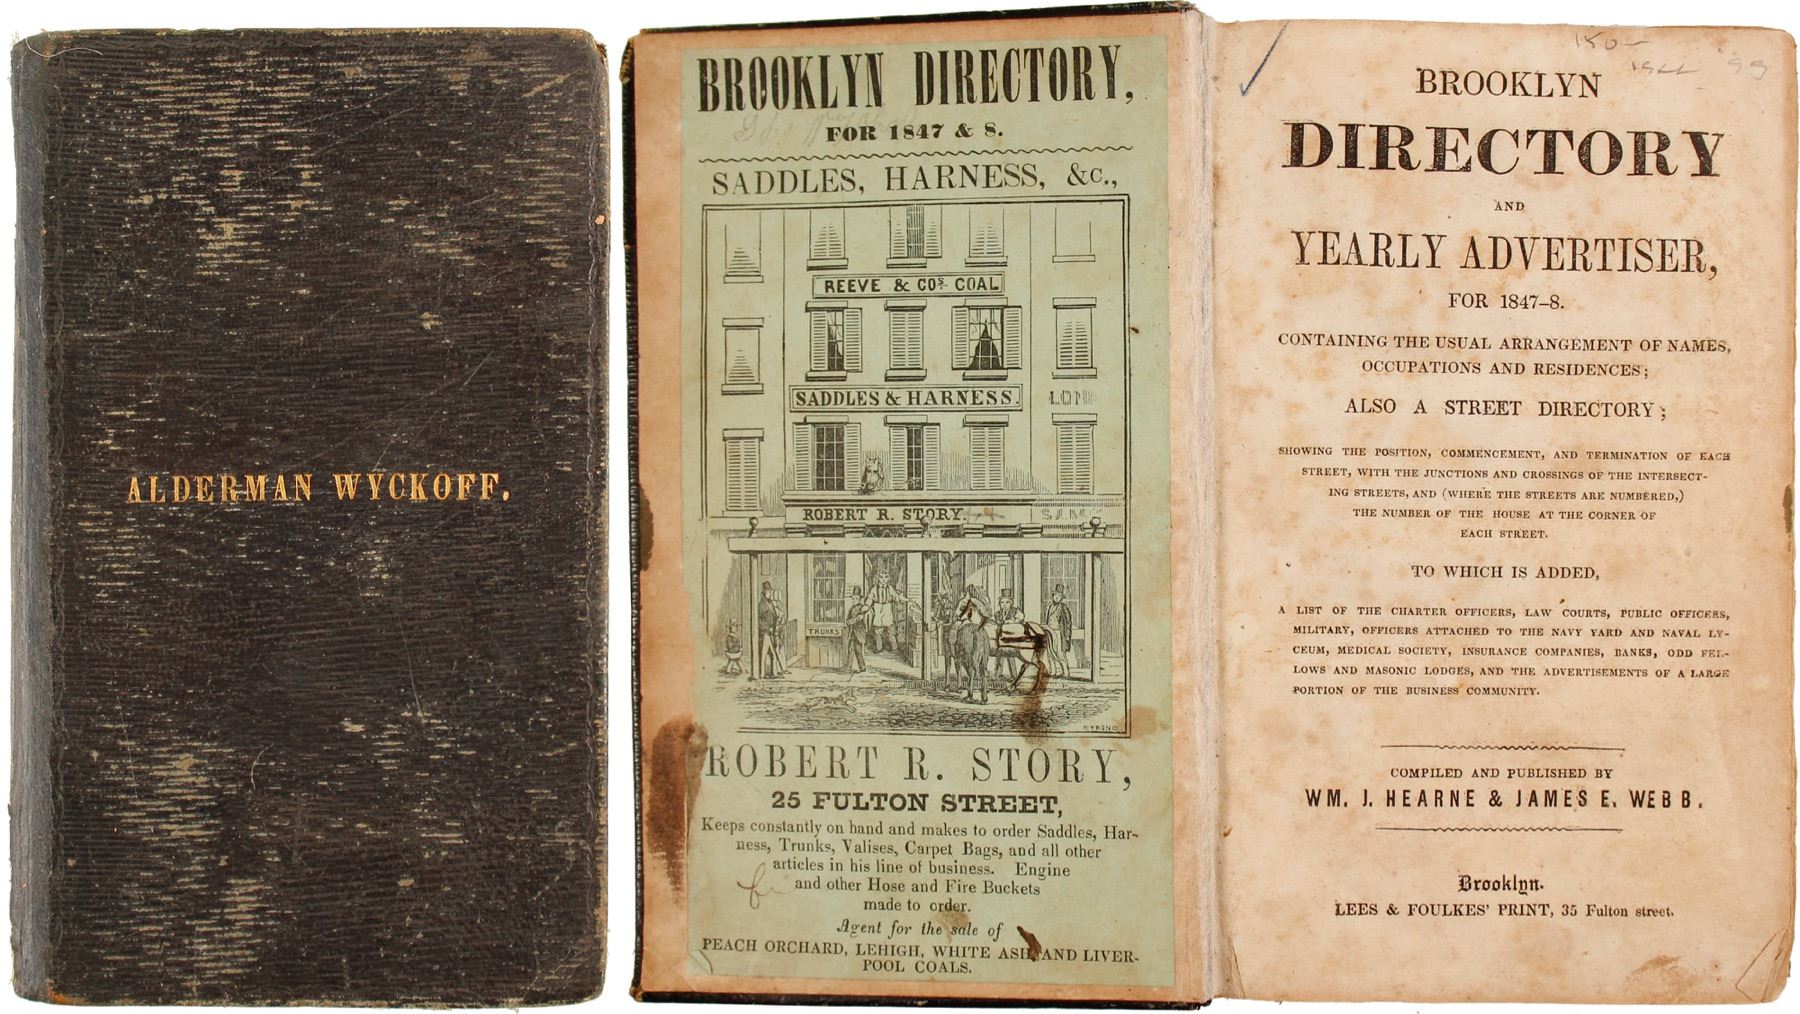 ALDERMAN WYCKOFF.
BROOKLYN DIRECTORY,
FOR 1847 & 8.
SADDLES, HARNESS, &c.,
REEVE & COS. COAL
SADDLES & HARNESS.
ROBERT R. STORY.
TRUNKS
STRONG
ROBERT R. STORY,
25 FULTON STREET,
Keeps constantly on hand and makes to order Saddles, Har-
ness, Trunks, Valises, Carpet Bags, and all other
articles in his line of business. Engine
and other Hose and Fire Buckets
made to order.
Agent for the sale of
PEACH ORCHARD, LEHIGH, WHITE ASH AND LIVER-
POOL COALS.
BROOKLYN
DIRECTORY
AND
YEARLY ADVERTISER,
FOR 1847-8.
CONTAINING THE USUAL ARRANGEMENT OF NAMES,
OCCUPATIONS AND RESIDENCES;
ALSO A STREET DIRECTORY;
SHOWING THE POSITION, COMMENCEMENT, AND TERMINATION OF EACH
STREET, WITH THE JUNCTIONS AND CROSSINGS OF THE INTERSECT-
ING STREETS, AND (WHERE THE STREETS ARE NUMBERED,)
THE NUMBER OF THE HOUSE AT THE CORNER OF
EACH STREET.
TO WHICH IS ADDED,
A LIST OF THE CHARTER OFFICERS, LAW COURTS, PUBLIC OFFICERS,
MILITARY, OFFICERS ATTACHED TO THE NAVY YARD AND NAVAL LY-
CEUM, MEDICAL SOCIETY, INSURANCE COMPANIES, BANKS, ODD FEL-
LOWS AND MASONIC LODGES, AND THE ADVERTISEMENTS OF A LARGE
PORTION OF THE BUSINESS COMMUNITY.
COMPILED AND PUBLISHED BY
WM. J. HEARNE & JAMES E. WEBB.
Brooklyn.
LEES & FOULKES' PRINT, 35 Fulton street.